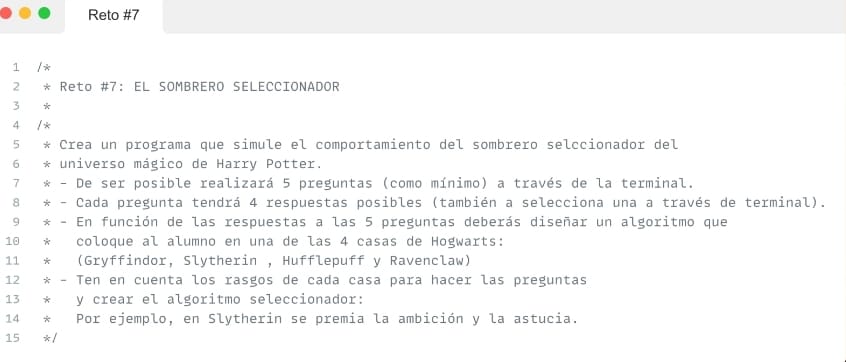 Reto #7
1 /*
2 * Reto #7: EL SOMBRERO SELECCIONADOR
3 *
4 /*
5 * Crea un programa que simule el comportamiento del sombrero selccionador del
6 * universo mágico de Harry Potter.
7 * - De ser posible realizará 5 preguntas (como mínimo) a través de la terminal.
8 * - Cada pregunta tendrá 4 respuestas posibles (también a selecciona una a través de terminal).
9 * - En función de las respuestas a las 5 preguntas deberás diseñar un algoritmo que
10 * coloque al alumno en una de las 4 casas de Hogwarts:
11 * (Gryffindor, Slytherin , Hufflepuff y Ravenclaw)
12 * - Ten en cuenta los rasgos de cada casa para hacer las preguntas
13 * y crear el algoritmo seleccionador:
14 * Por ejemplo, en Slytherin se premia la ambición y la astucia.
15 */